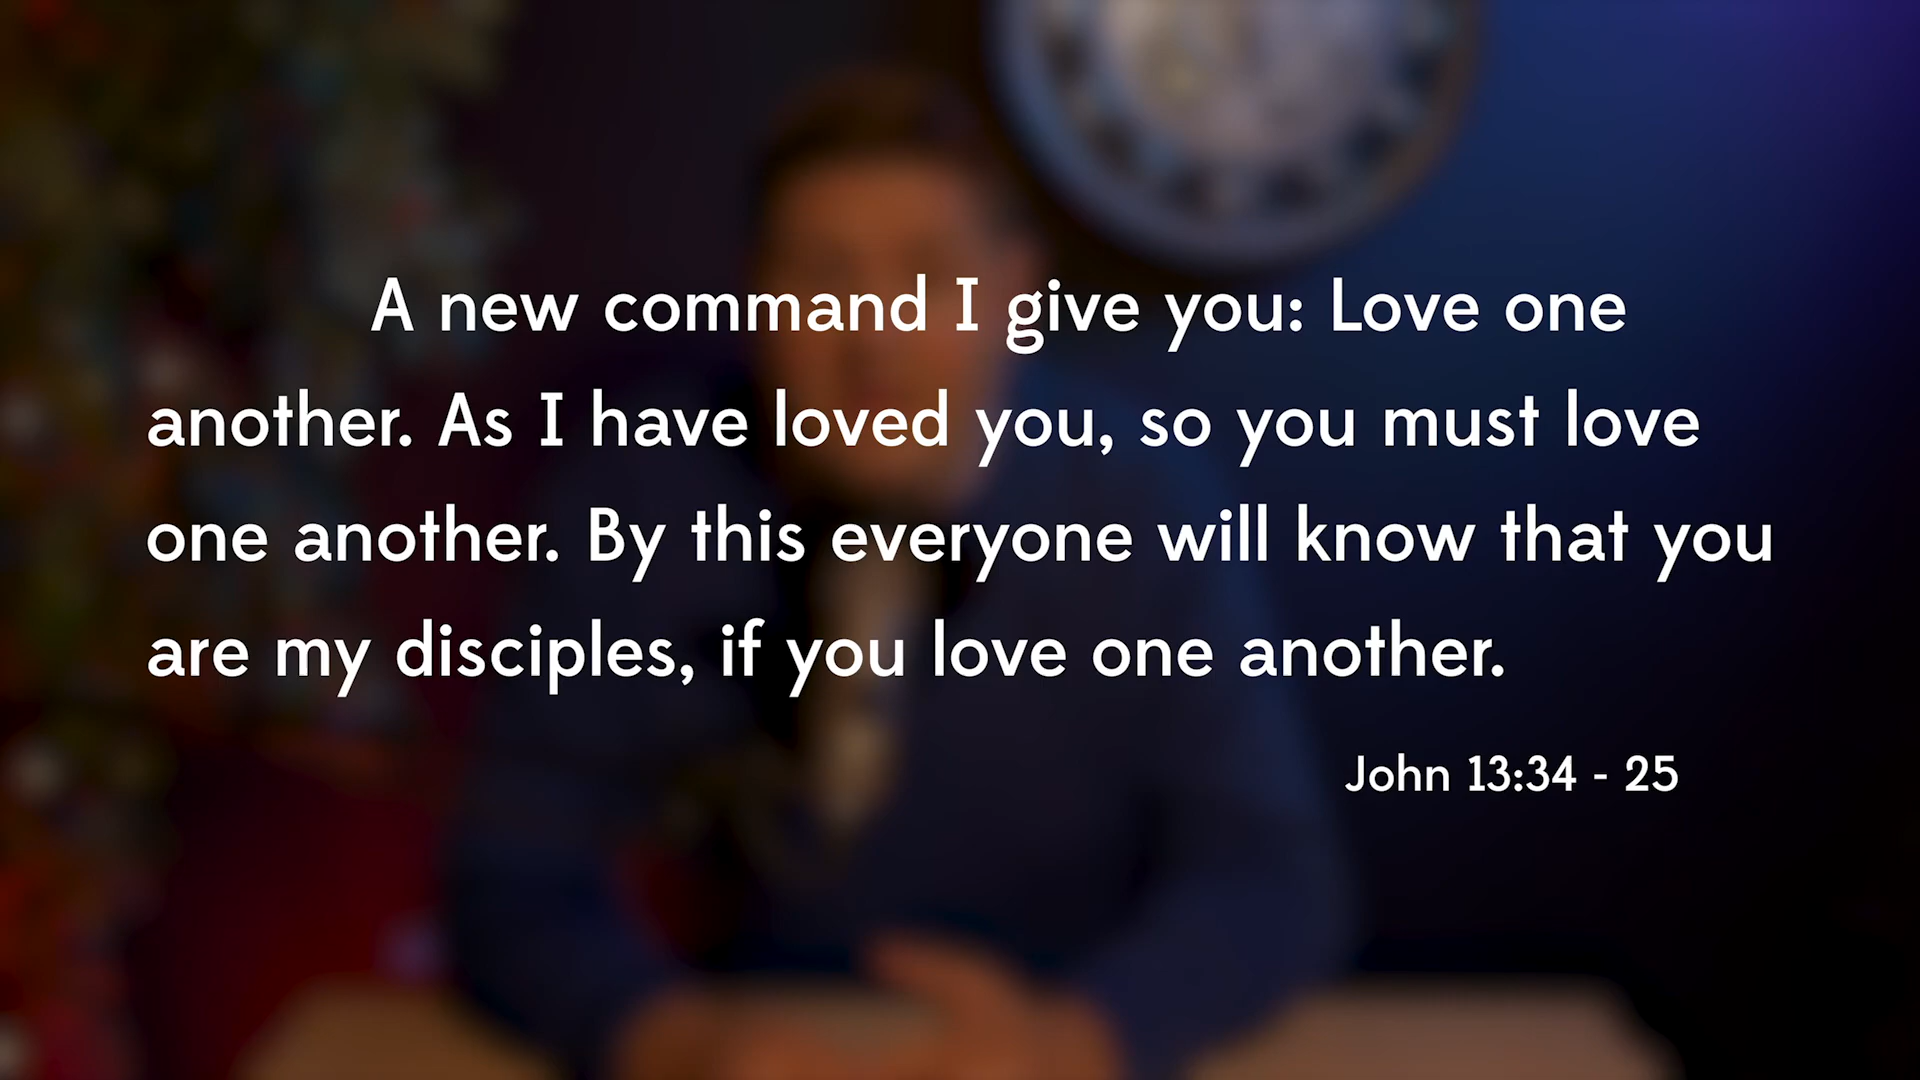 A new command I give you: Love one
another. As I have loved you, so you must love
one another. By this everyone will know that you
are my disciples, if you love one another.
John 13:34 - 25